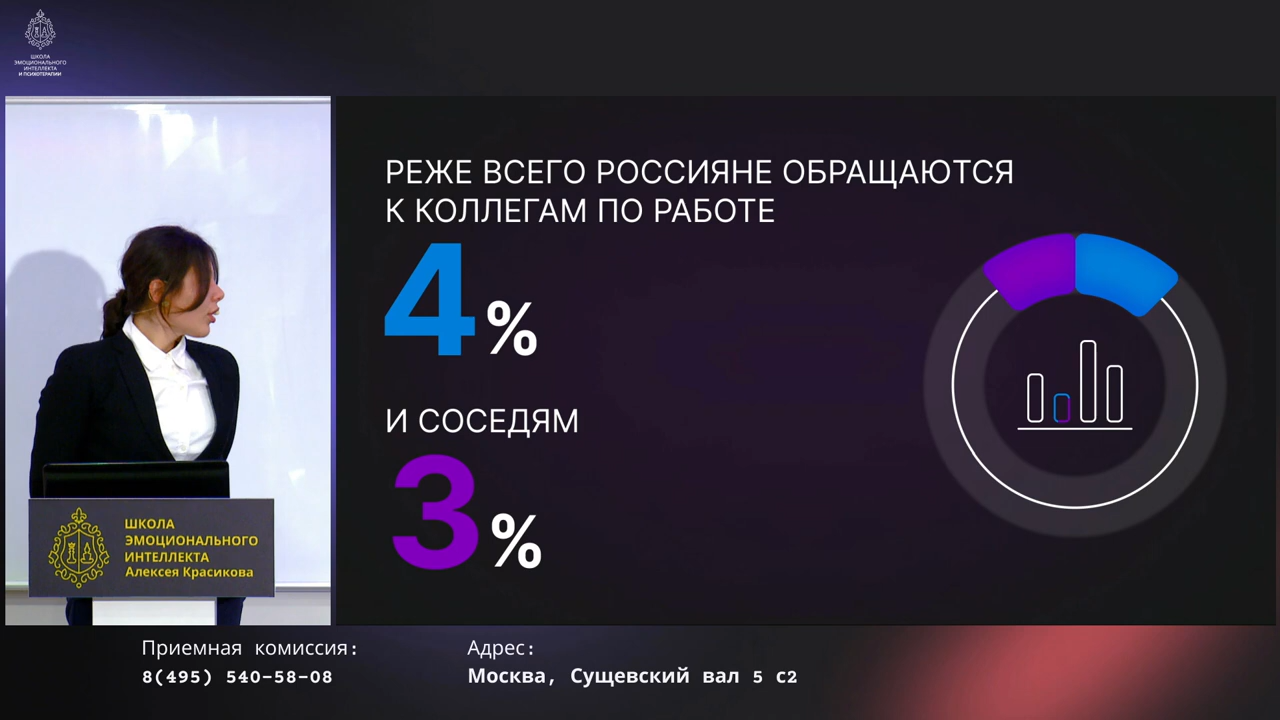 ШКОЛА
ЭМОЦИОНАЛЬНОГО
ИНТЕЛЛЕКТА
И ПСИХОТЕРАПИИ
РЕЖЕ ВСЕГО РОССИЯНЕ ОБРАЩАЮТСЯ
К КОЛЛЕГАМ ПО РАБОТЕ
4%
И СОСЕДЯМ
3%
ШКОЛА
ЭМОЦИОНАЛЬНОГО
ИНТЕЛЛЕКТА
Алексея Красикова
Приемная комиссия:
8(495) 540-58-08
Адрес:
Москва, Сущевский вал 5 с2